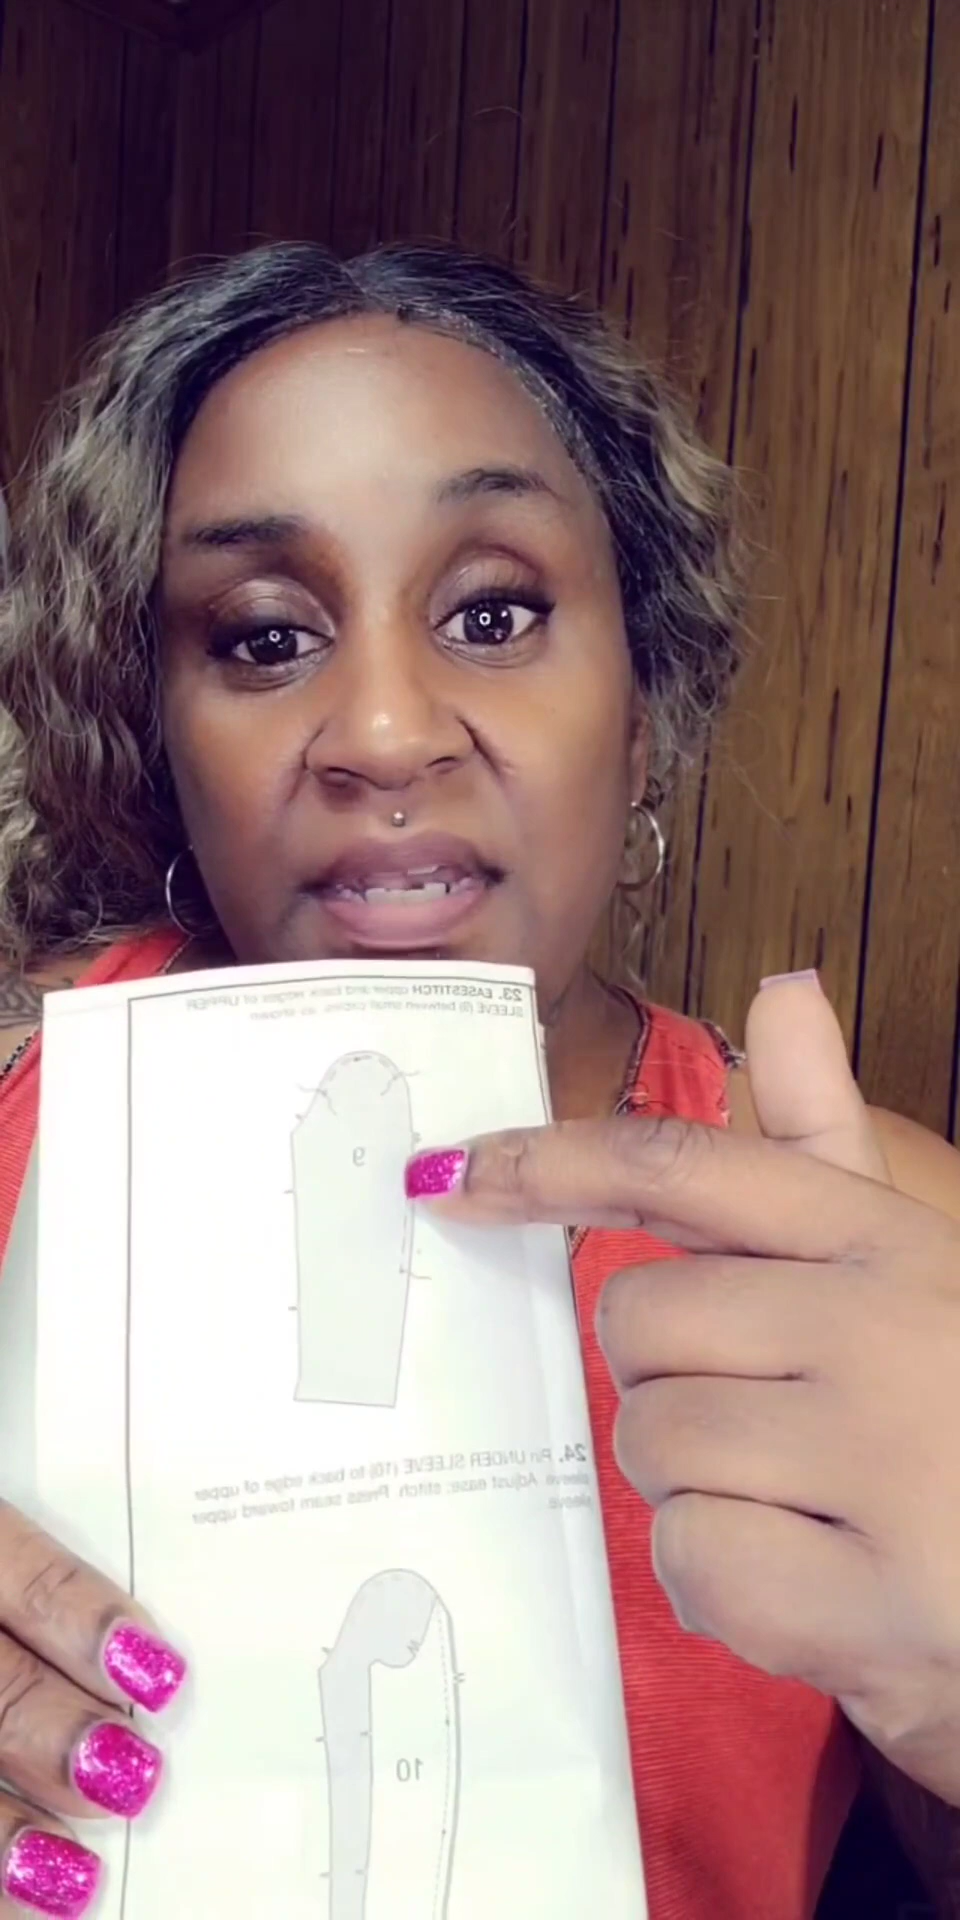 23. EASESTITCH upper and back edges of UPPER
SLEEVE (9) between small circles, as shown.
9
24. Pin UNDER SLEEVE (10) to back edge of upper
sleeve. Adjust ease; stitch. Press seam toward upper
sleeve.
10